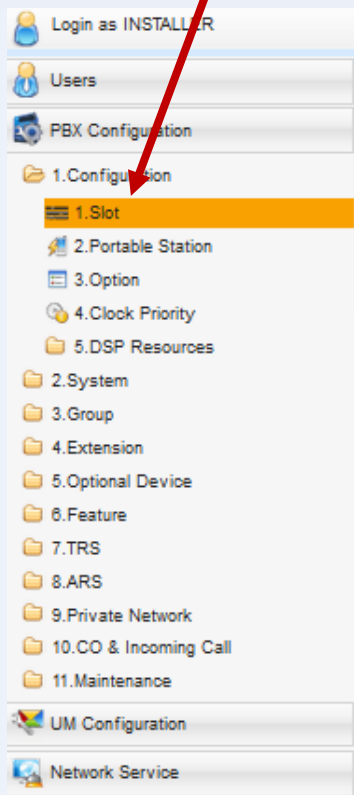 Login as INSTALLER
Users
PBX Configuration
1.Configuration
1.Slot
2.Portable Station
3.Option
4.Clock Priority
5.DSP Resources
2.System
3.Group
4.Extension
5.Optional Device
6.Feature
7.TRS
8.ARS
9.Private Network
10.CO & Incoming Call
11.Maintenance
UM Configuration
Network Service